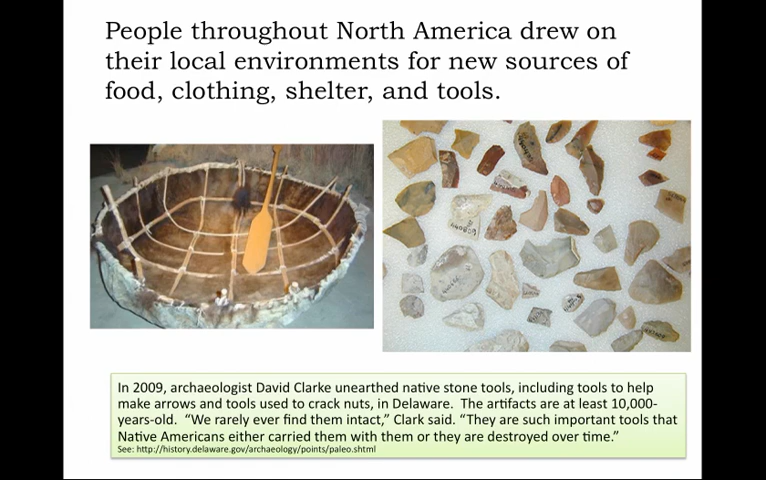 People throughout North America drew on
their local environments for new sources of
food, clothing, shelter, and tools.
In 2009, archaeologist David Clarke unearthed native stone tools, including tools to help
make arrows and tools used to crack nuts, in Delaware.  The artifacts are at least 10,000-
years-old.  “We rarely ever find them intact,” Clark said. “They are such important tools that
Native Americans either carried them with them or they are destroyed over time.”
See: http://history.delaware.gov/archaeology/points/paleo.shtml